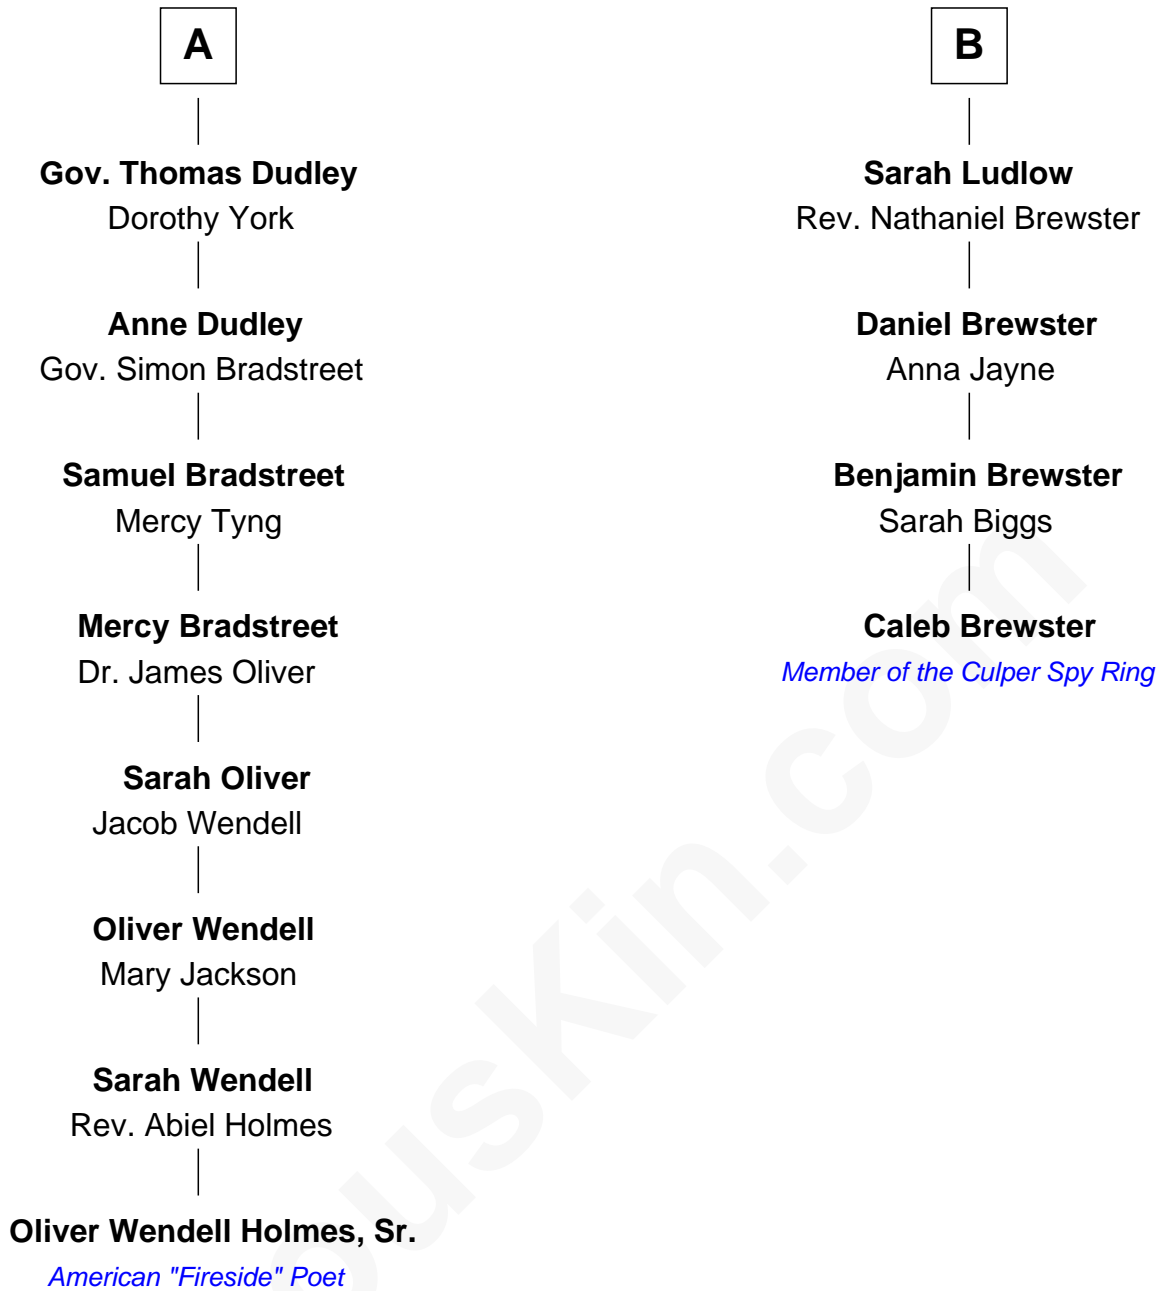 A
Gov. Thomas Dudley
Dorothy York
Anne Dudley
Gov. Simon Bradstreet
Samuel Bradstreet
Mercy Tyng
Mercy Bradstreet
Dr. James Oliver
Sarah Oliver
Jacob Wendell
Oliver Wendell
Mary Jackson
Sarah Wendell
Rev. Abiel Holmes
Oliver Wendell Holmes, Sr.
American "Fireside" Poet
B
Sarah Ludlow
Rev. Nathaniel Brewster
Daniel Brewster
Anna Jayne
Benjamin Brewster
Sarah Biggs
Caleb Brewster
Member of the Culper Spy Ring
ousKin.com